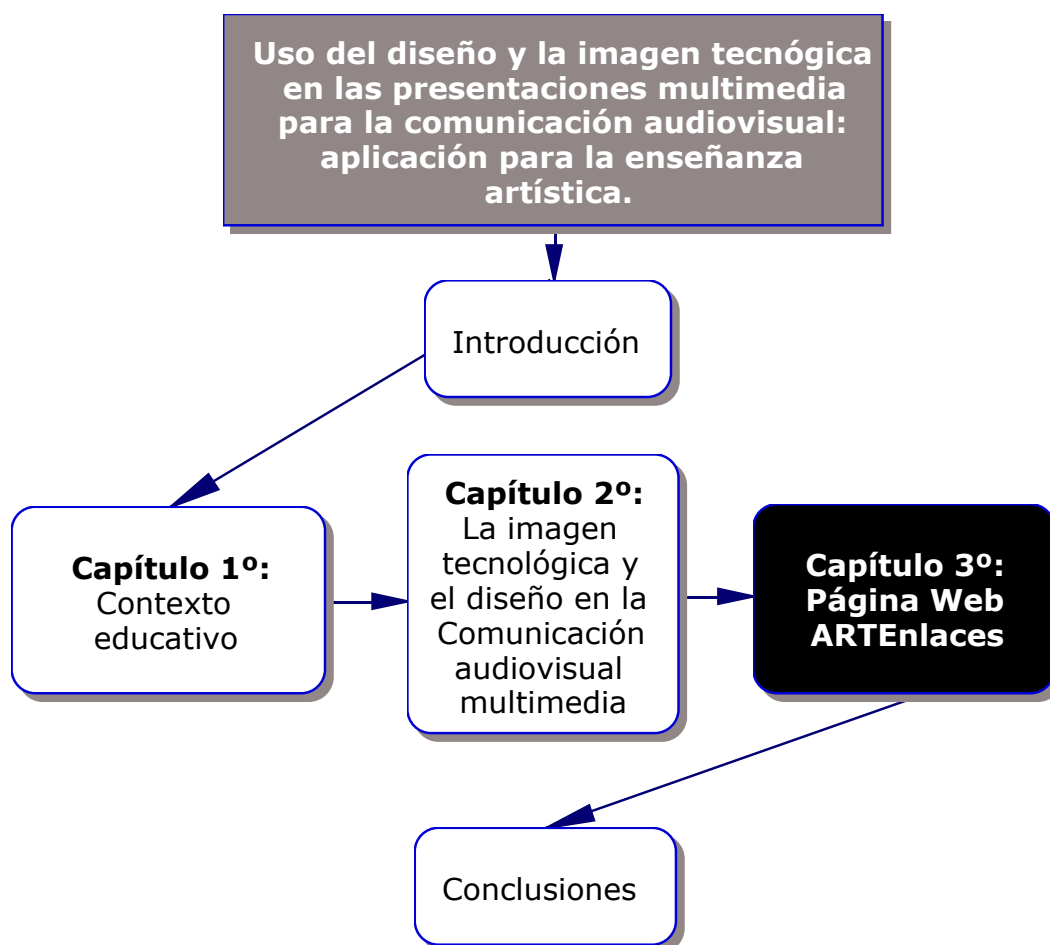 Uso del diseño y la imagen tecnógica
en las presentaciones multimedia
para la comunicación audiovisual:
aplicación para la enseñanza
artística.
Introducción
Capítulo 1º:
Contexto
educativo
Capítulo 2º:
La imagen
tecnológica y
el diseño en la
Comunicación
audiovisual
multimedia
Capítulo 3º:
Página Web
ARTEnlaces
Conclusiones